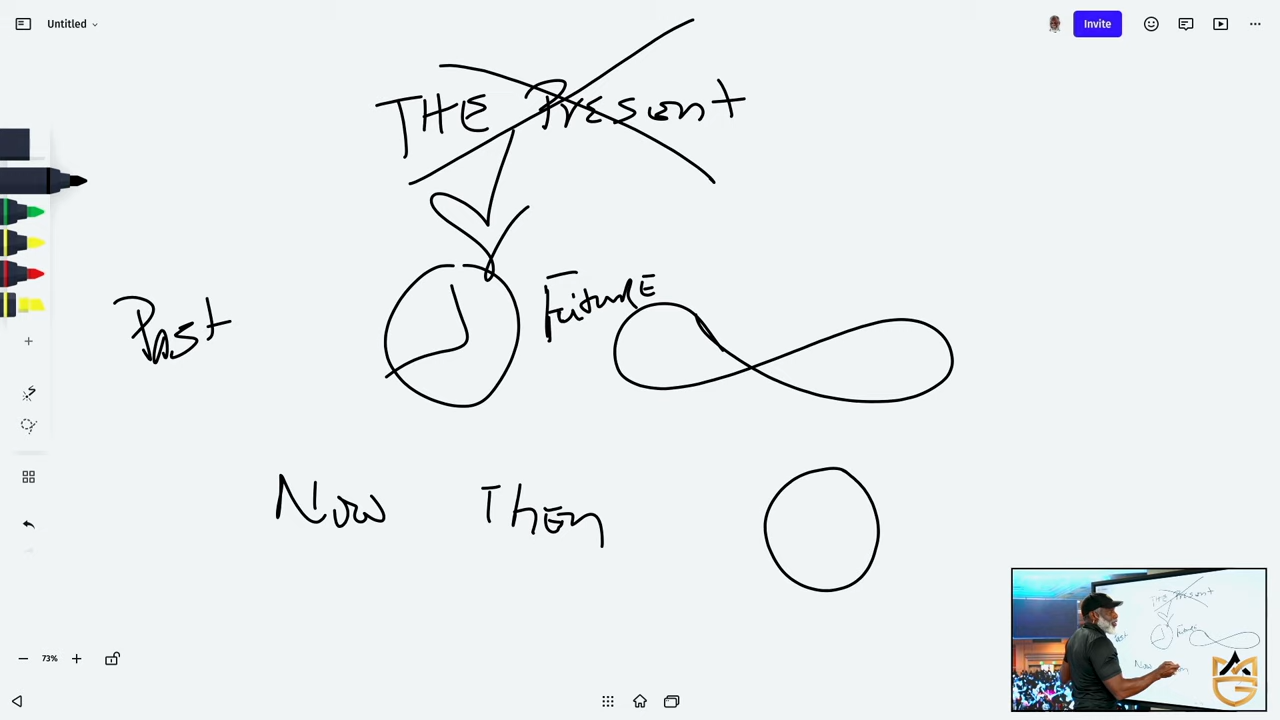 Untitled
Invite
THE Present
Past
Future
Now Then
73%